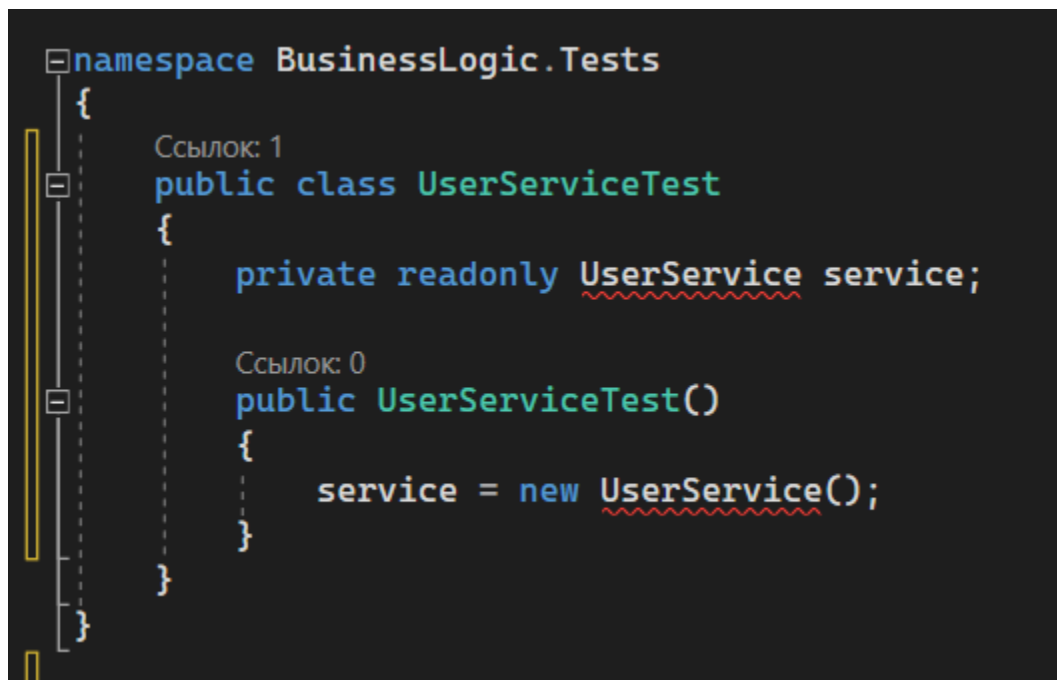 namespace BusinessLogic.Tests
{
Ссылок: 1
public class UserServiceTest
{
private readonly UserService service;
Ссылок: 0
public UserServiceTest()
{
service = new UserService();
}
}
}